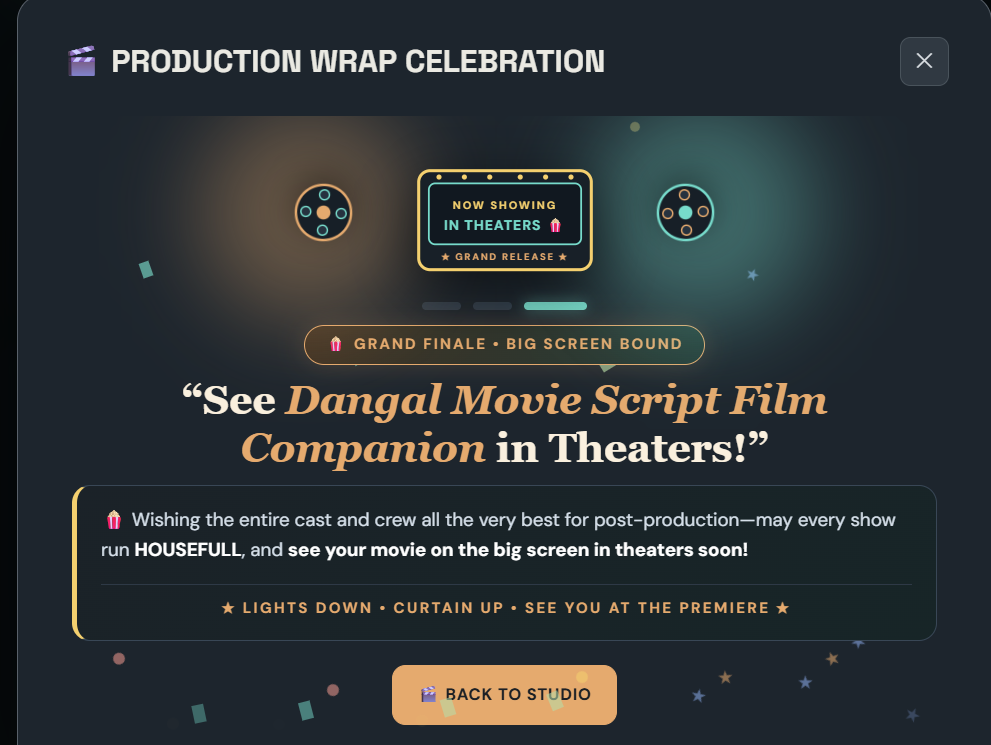 🎬 PRODUCTION WRAP CELEBRATION
NOW SHOWING
IN THEATERS 🍿
★ GRAND RELEASE ★
🍿 GRAND FINALE • BIG SCREEN BOUND
“See Dangal Movie Script Film
Companion in Theaters!”
🍿 Wishing the entire cast and crew all the very best for post-production—may every show
run HOUSEFULL, and see your movie on the big screen in theaters soon!
★ LIGHTS DOWN • CURTAIN UP • SEE YOU AT THE PREMIERE ★
🎬 BACK TO STUDIO